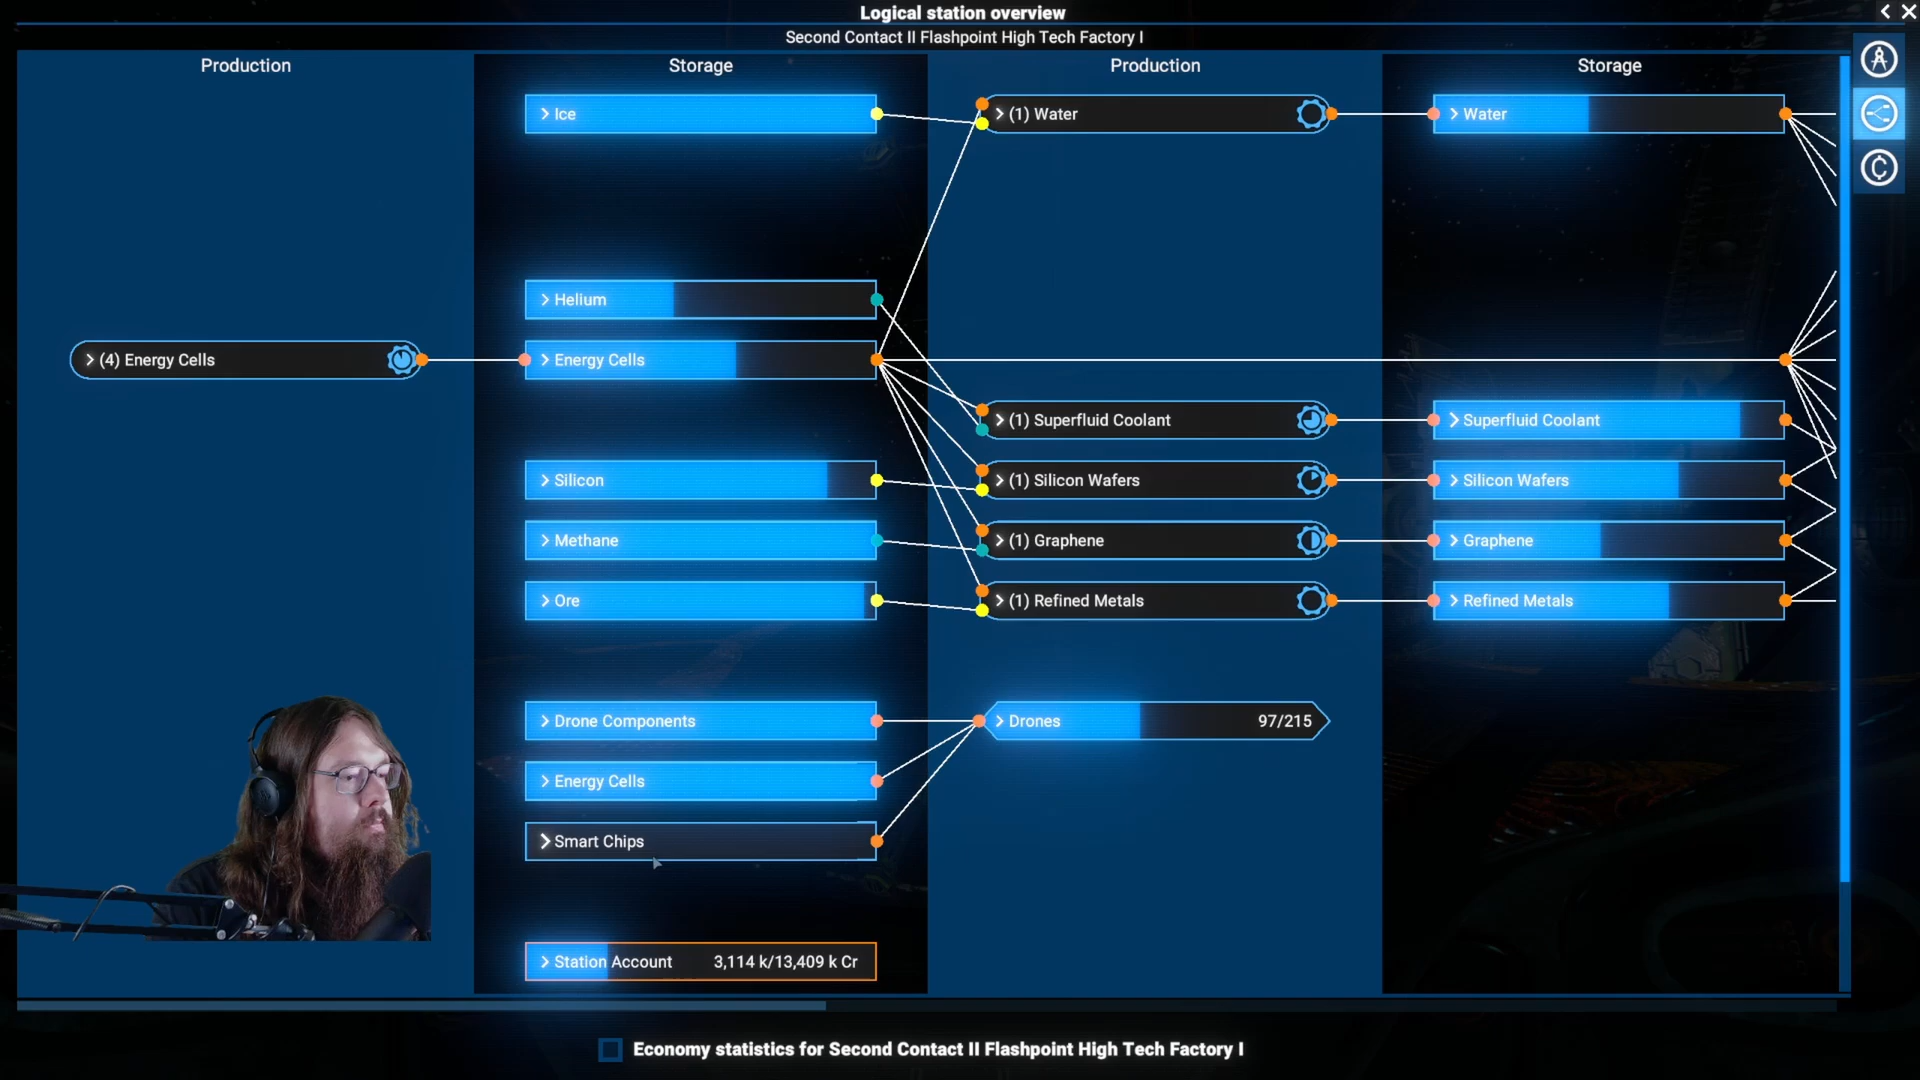 Logical station overview
Second Contact II Flashpoint High Tech Factory I
Production
Storage
Production
Storage
Ice
(1) Water
Water
Helium
(4) Energy Cells
Energy Cells
(1) Superfluid Coolant
Superfluid Coolant
Silicon
(1) Silicon Wafers
Silicon Wafers
Methane
(1) Graphene
Graphene
Ore
(1) Refined Metals
Refined Metals
Drone Components
Drones 97/215
Energy Cells
Smart Chips
Station Account 3,114 k/13,409 k Cr
Economy statistics for Second Contact II Flashpoint High Tech Factory I